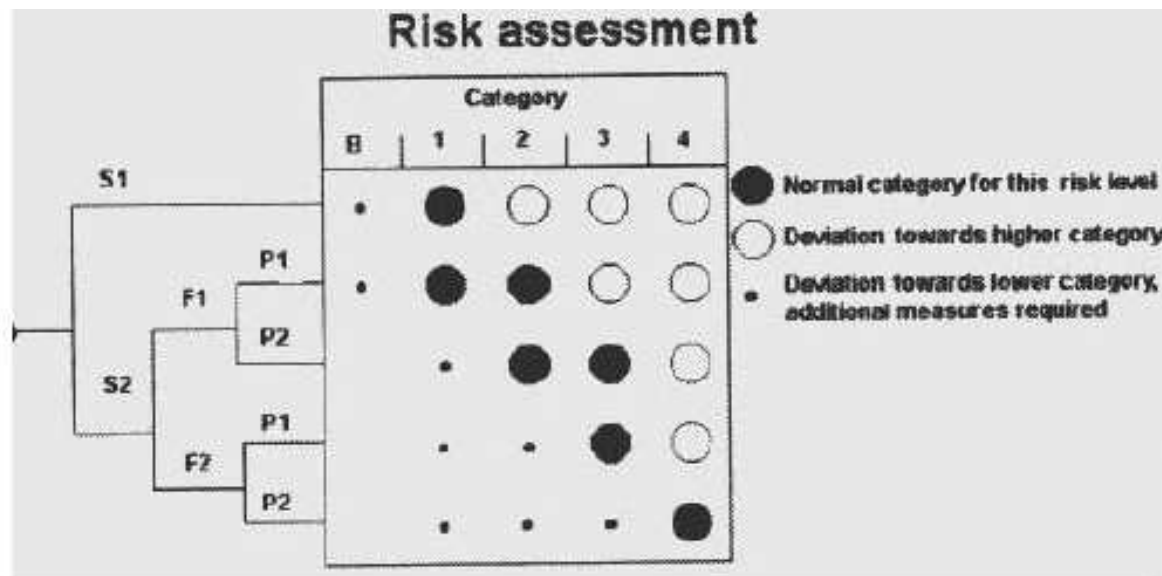 Risk assessment
Category
B 1 2 3 4
S1
Normal category for this risk level
Deviation towards higher category
P1
F1
Deviation towards lower category,
additional measures required
P2
S2
P1
F2
P2